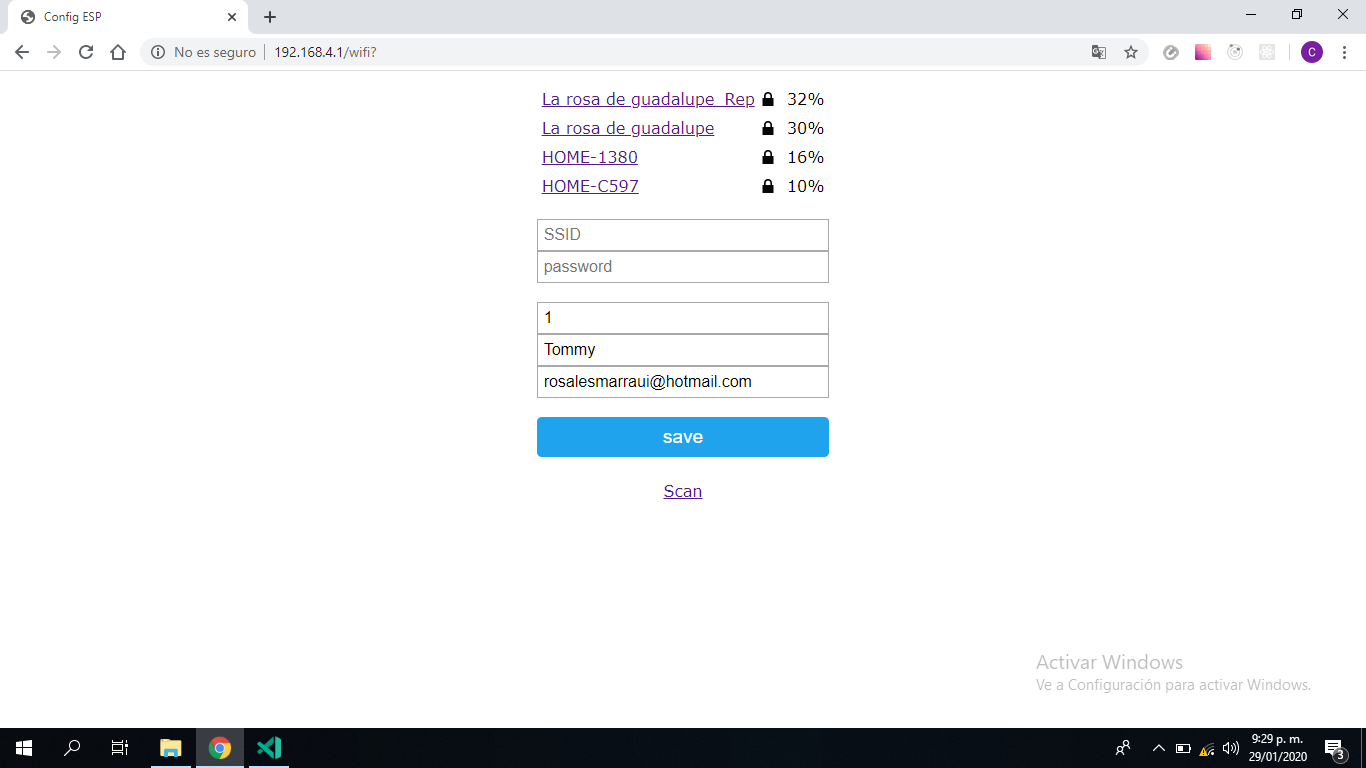 Config ESP
No es seguro 192.168.4.1/wifi?
C
La rosa de guadalupe_Rep 32%
La rosa de guadalupe 30%
HOME-1380 16%
HOME-C597 10%
SSID
password
1
Tommy
rosalesmarraui@hotmail.com
save
Scan
Activar Windows
Ve a Configuración para activar Windows.
9:29 p. m.
29/01/2020
3